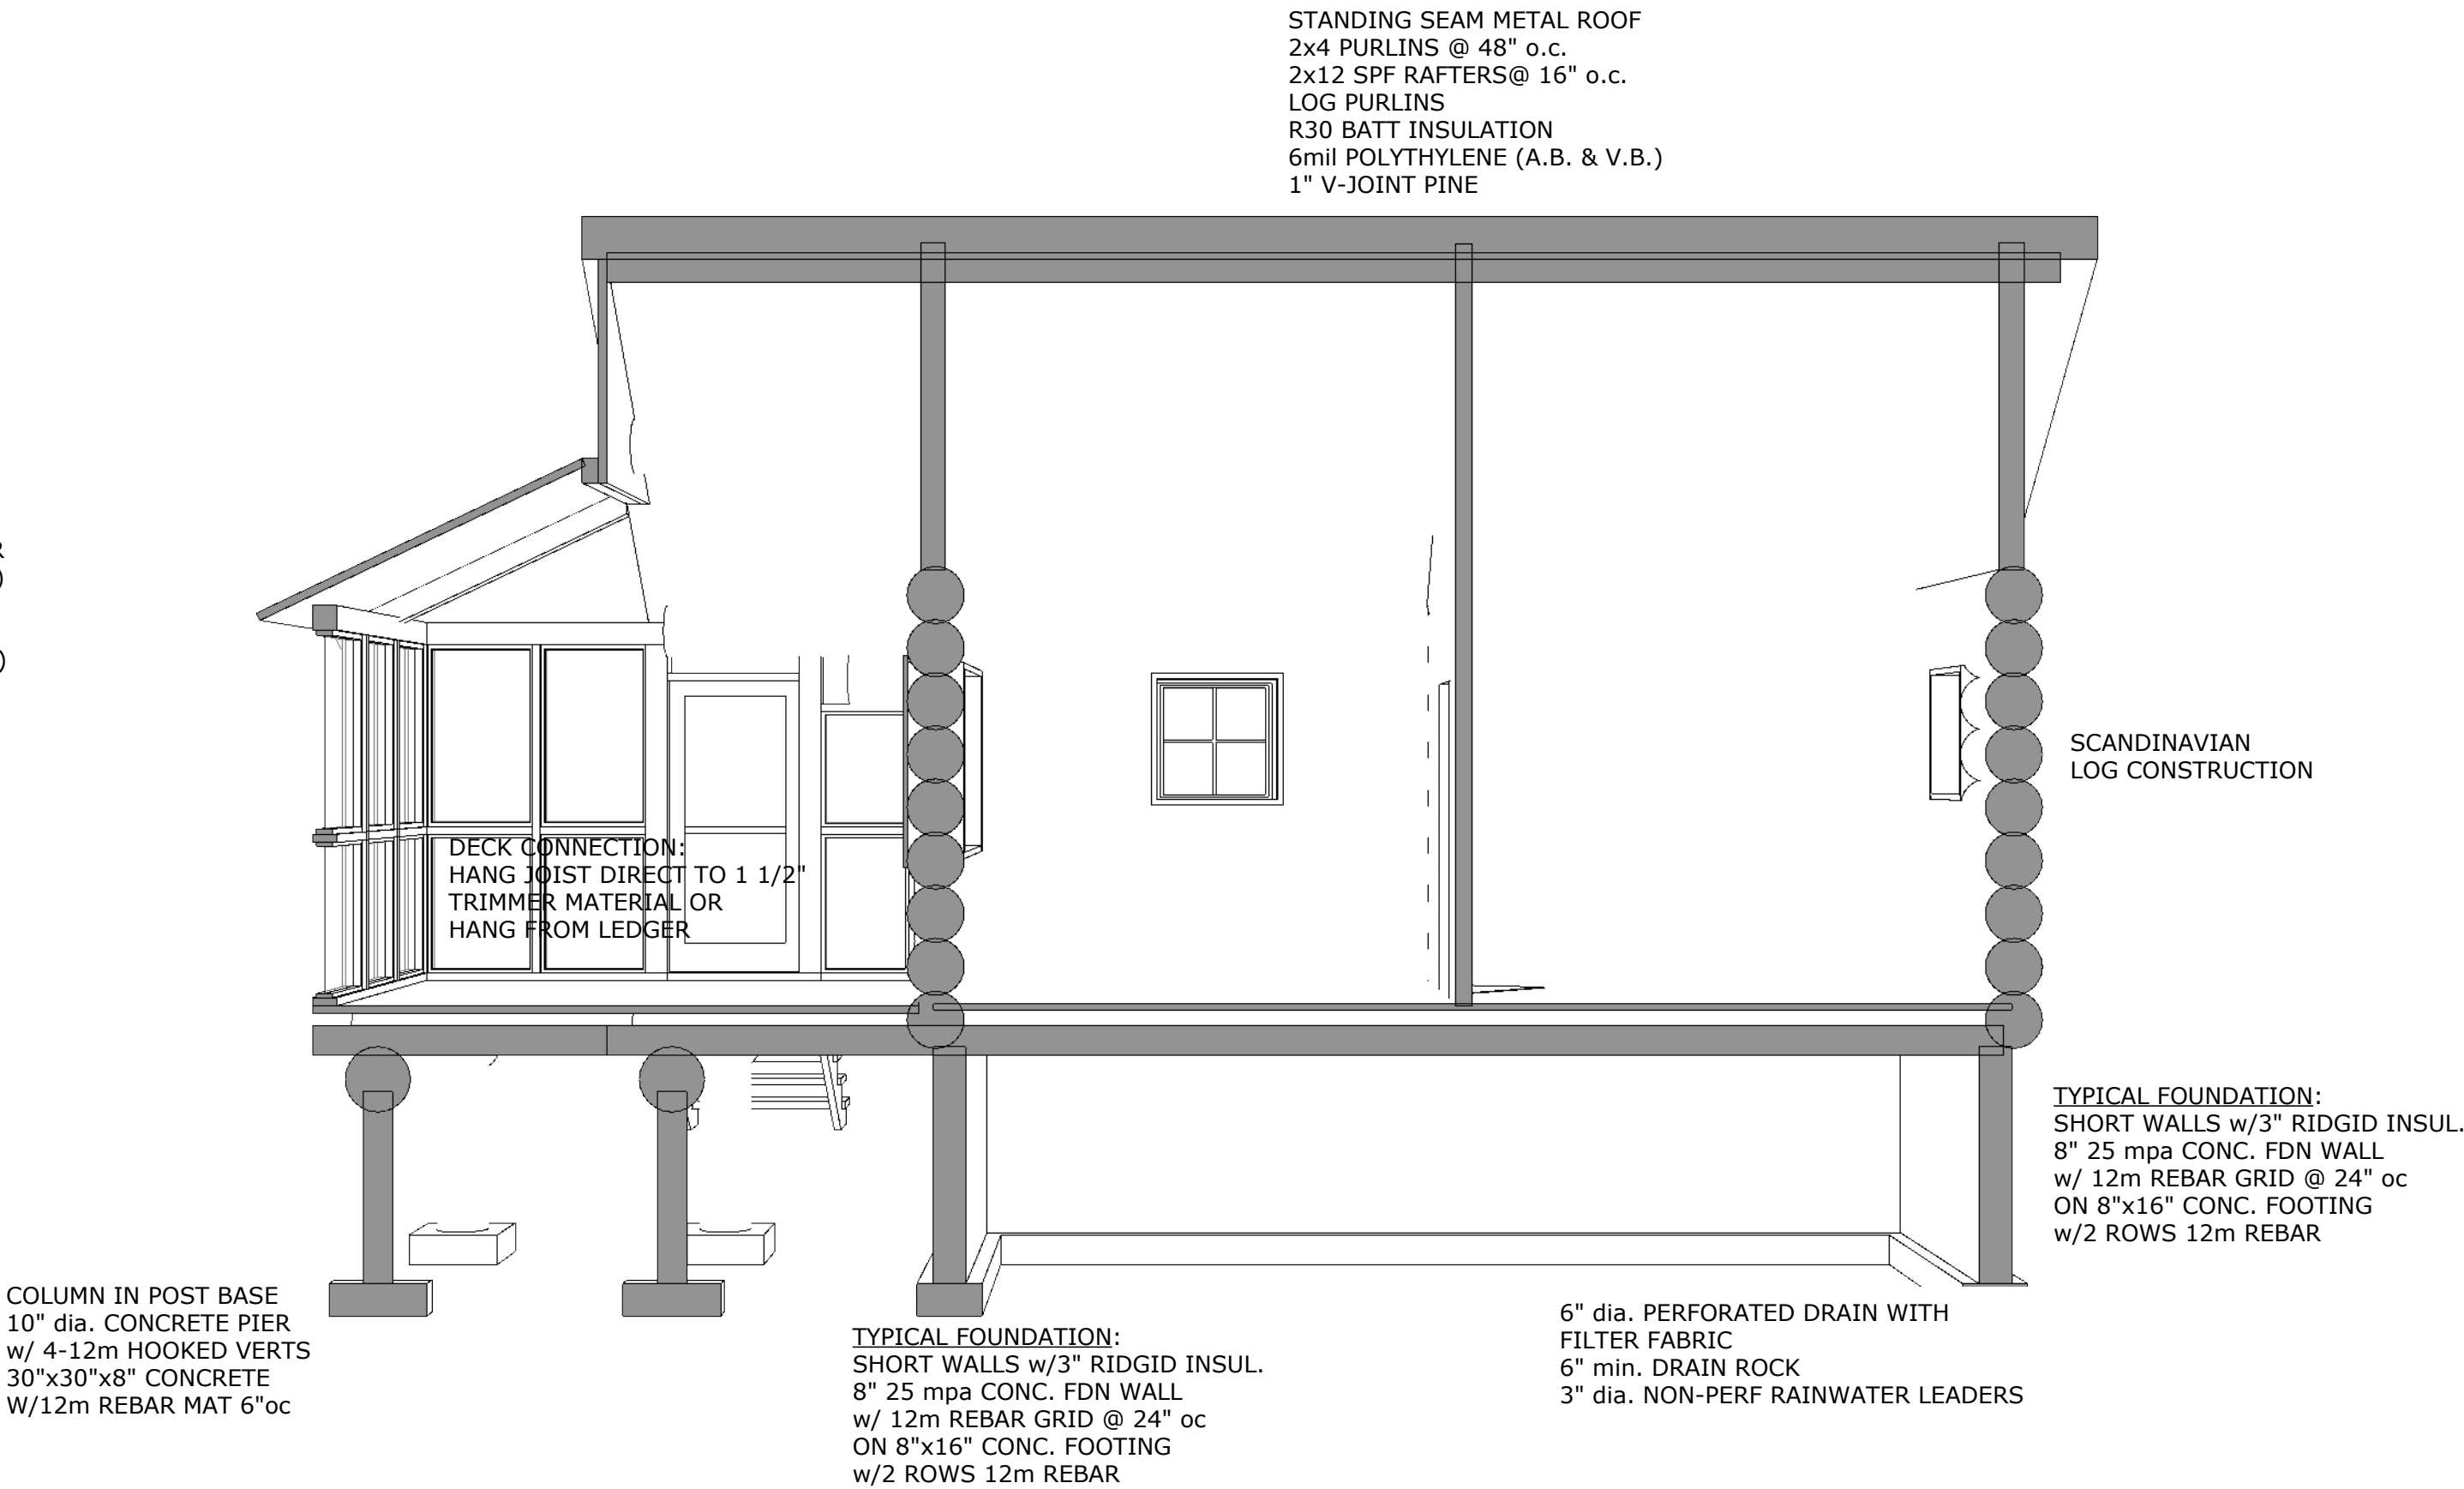 STANDING SEAM METAL ROOF
2x4 PURLINS @ 48" o.c.
2x12 SPF RAFTERS@ 16" o.c.
LOG PURLINS
R30 BATT INSULATION
6mil POLYTHYLENE (A.B. & V.B.)
1" V-JOINT PINE
DECK CONNECTION:
HANG JOIST DIRECT TO 1 1/2"
TRIMMER MATERIAL OR
HANG FROM LEDGER
SCANDINAVIAN
LOG CONSTRUCTION
TYPICAL FOUNDATION:
SHORT WALLS w/3" RIDGID INSUL.
8" 25 mpa CONC. FDN WALL
w/ 12m REBAR GRID @ 24" oc
ON 8"x16" CONC. FOOTING
w/2 ROWS 12m REBAR
COLUMN IN POST BASE
10" dia. CONCRETE PIER
w/ 4-12m HOOKED VERTS
30"x30"x8" CONCRETE
W/12m REBAR MAT 6"oc
TYPICAL FOUNDATION:
SHORT WALLS w/3" RIDGID INSUL.
8" 25 mpa CONC. FDN WALL
w/ 12m REBAR GRID @ 24" oc
ON 8"x16" CONC. FOOTING
w/2 ROWS 12m REBAR
6" dia. PERFORATED DRAIN WITH
FILTER FABRIC
6" min. DRAIN ROCK
3" dia. NON-PERF RAINWATER LEADERS